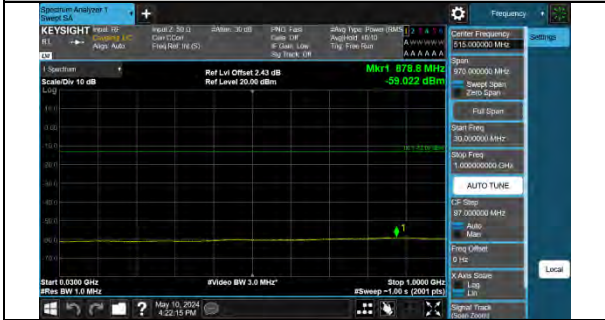 Spectrum Analyzer 1
Swept SA
+
Frequency
KEYSIGHT
Input: RF
Coupling: DC
Align: Auto
Input Z: 50 Ω
Corr CCorr
Freq Ref: Int (S)
#Atten: 30 dB
PNO: Fast
Gate: Off
IF Gain: Low
Sig Track: Off
#Avg Type: Power (RMS)
Avg|Hold: 10/10
Trig: Free Run
A W W W W W
A A A A A A
1 Spectrum
Scale/Div 10 dB
Log
Ref Lvl Offset 2.43 dB
Ref Level 20.00 dBm
Mkr1 878.8 MHz
-59.022 dBm
1
Start 0.0300 GHz
#Res BW 1.0 MHz
#Video BW 3.0 MHz*
Stop 1.0000 GHz
#Sweep ~1.00 s (2001 pts)
May 10, 2024
4:22:15 PM
Center Frequency
515.000000 MHz
Settings
Span
970.000000 MHz
Swept Span
Zero Span
Full Span
Start Freq
30.000000 MHz
Stop Freq
1.000000000 GHz
AUTO TUNE
CF Step
97.000000 MHz
Auto
Man
Freq Offset
0 Hz
X Axis Scale
Log
Lin
Local
Signal Track
(Span Zoom)